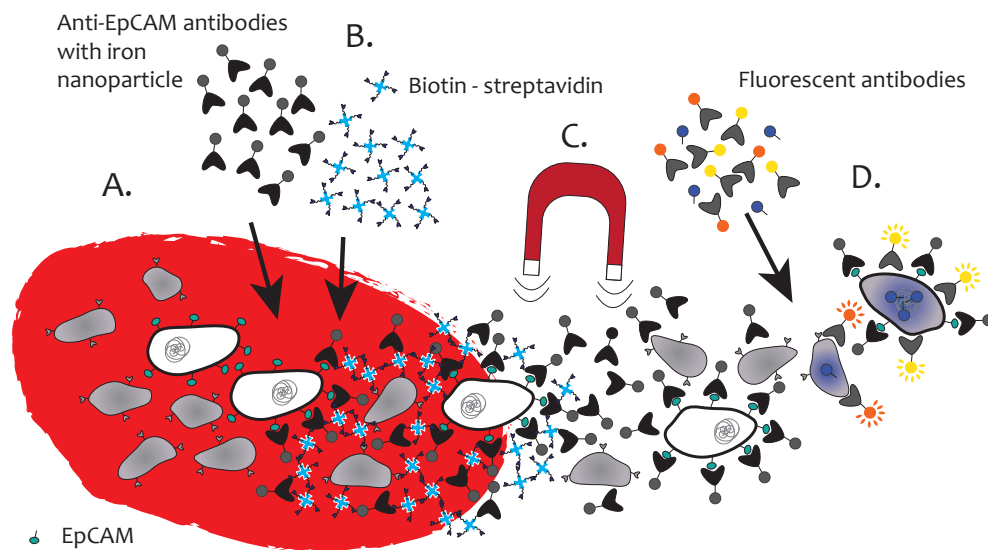 Anti-EpCAM antibodies
with iron
nanoparticle
B.
Biotin - streptavidin
Fluorescent antibodies
C.
A.
D.
EpCAM